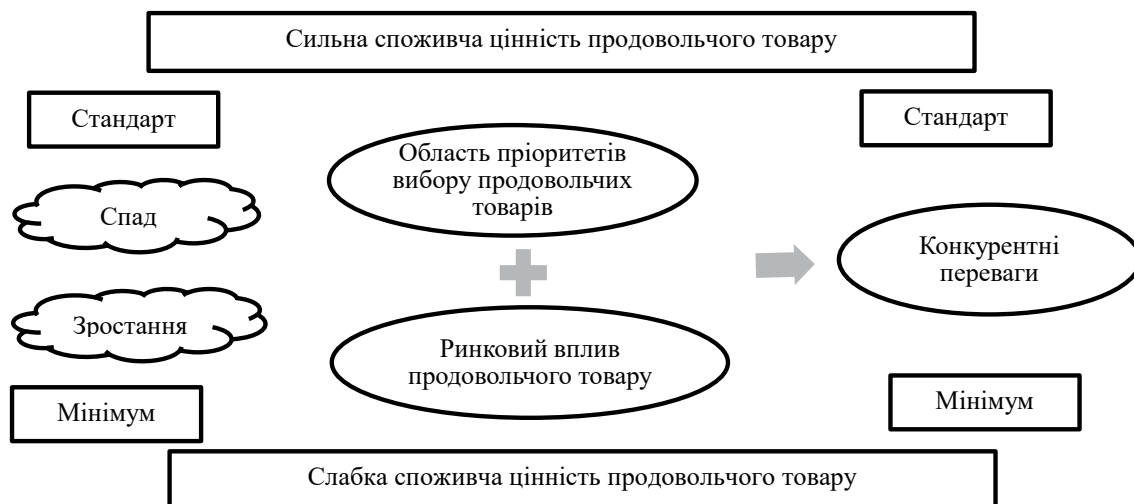 Сильна споживча цінність продовольчого товару
Стандарт
Стандарт
Область пріоритетів
вибору продовольчих
товарів
Спад
Конкурентні
переваги
Зростання
Ринковий вплив
продовольчого товару
Мінімум
Мінімум
Слабка споживча цінність продовольчого товару